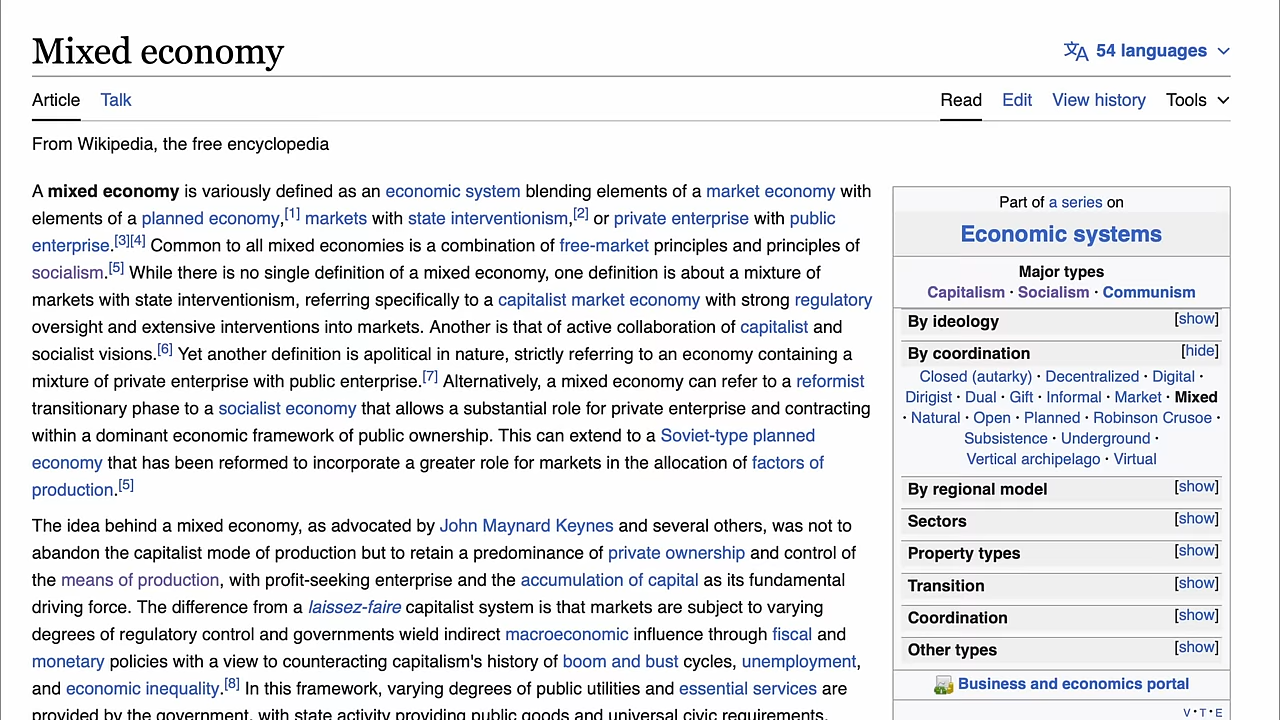 Mixed economy
54 languages
Article Talk
Read Edit View history Tools
From Wikipedia, the free encyclopedia
A mixed economy is variously defined as an economic system blending elements of a market economy with
elements of a planned economy,[1] markets with state interventionism,[2] or private enterprise with public
enterprise.[3][4] Common to all mixed economies is a combination of free-market principles and principles of
socialism.[5] While there is no single definition of a mixed economy, one definition is about a mixture of
markets with state interventionism, referring specifically to a capitalist market economy with strong regulatory
oversight and extensive interventions into markets. Another is that of active collaboration of capitalist and
socialist visions.[6] Yet another definition is apolitical in nature, strictly referring to an economy containing a
mixture of private enterprise with public enterprise.[7] Alternatively, a mixed economy can refer to a reformist
transitionary phase to a socialist economy that allows a substantial role for private enterprise and contracting
within a dominant economic framework of public ownership. This can extend to a Soviet-type planned
economy that has been reformed to incorporate a greater role for markets in the allocation of factors of
production.[5]
The idea behind a mixed economy, as advocated by John Maynard Keynes and several others, was not to
abandon the capitalist mode of production but to retain a predominance of private ownership and control of
the means of production, with profit-seeking enterprise and the accumulation of capital as its fundamental
driving force. The difference from a laissez-faire capitalist system is that markets are subject to varying
degrees of regulatory control and governments wield indirect macroeconomic influence through fiscal and
monetary policies with a view to counteracting capitalism's history of boom and bust cycles, unemployment,
and economic inequality.[8] In this framework, varying degrees of public utilities and essential services are
provided by the government, with state activity providing public goods and universal civic requirements,
Part of a series on
Economic systems
Major types
Capitalism · Socialism · Communism
By ideology [show]
By coordination [hide]
Closed (autarky) · Decentralized · Digital ·
Dirigist · Dual · Gift · Informal · Market · Mixed
· Natural · Open · Planned · Robinson Crusoe ·
Subsistence · Underground ·
Vertical archipelago · Virtual
By regional model [show]
Sectors [show]
Property types [show]
Transition [show]
Coordination [show]
Other types [show]
Business and economics portal
V · T · E